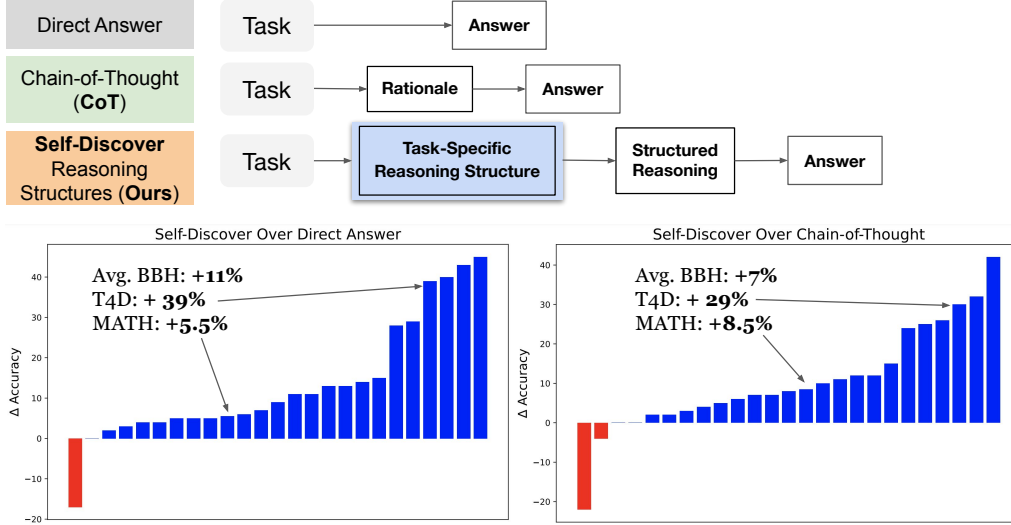 Direct Answer
Task
Answer
Chain-of-Thought
(CoT)
Task
Rationale
Answer
Self-Discover
Reasoning
Structures (Ours)
Task
Task-Specific
Reasoning Structure
Structured
Reasoning
Answer
Self-Discover Over Direct Answer
Avg. BBH: +11%
T4D: + 39%
MATH: +5.5%
Δ Accuracy
40
30
20
10
0
−10
−20
Self-Discover Over Chain-of-Thought
Avg. BBH: +7%
T4D: + 29%
MATH: +8.5%
Δ Accuracy
40
30
20
10
0
−10
−20